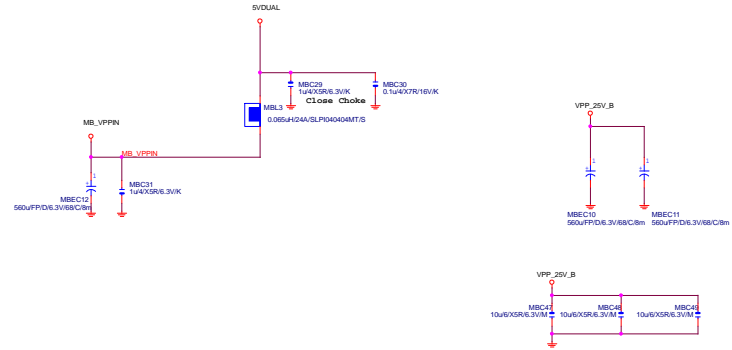 5VDUAL
MBC29
1u/4/X5R/6.3V/K
MBC30
0.1u/4/X7R/16V/K
Close Choke
MBL3
0.065uH/24A/SLPI040404MT/S
MB_VPPIN
MB_VPPIN
1
+
MBEC12
560u/FP/D/6.3V/68/C/8m
MBC31
1u/4/X5R/6.3V/K
VPP_25V_B
1
+
MBEC10
560u/FP/D/6.3V/68/C/8m
1
+
MBEC11
560u/FP/D/6.3V/68/C/8m
VPP_25V_B
MBC47
10u/6/X5R/6.3V/M
MBC48
10u/6/X5R/6.3V/M
MBC49
10u/6/X5R/6.3V/M